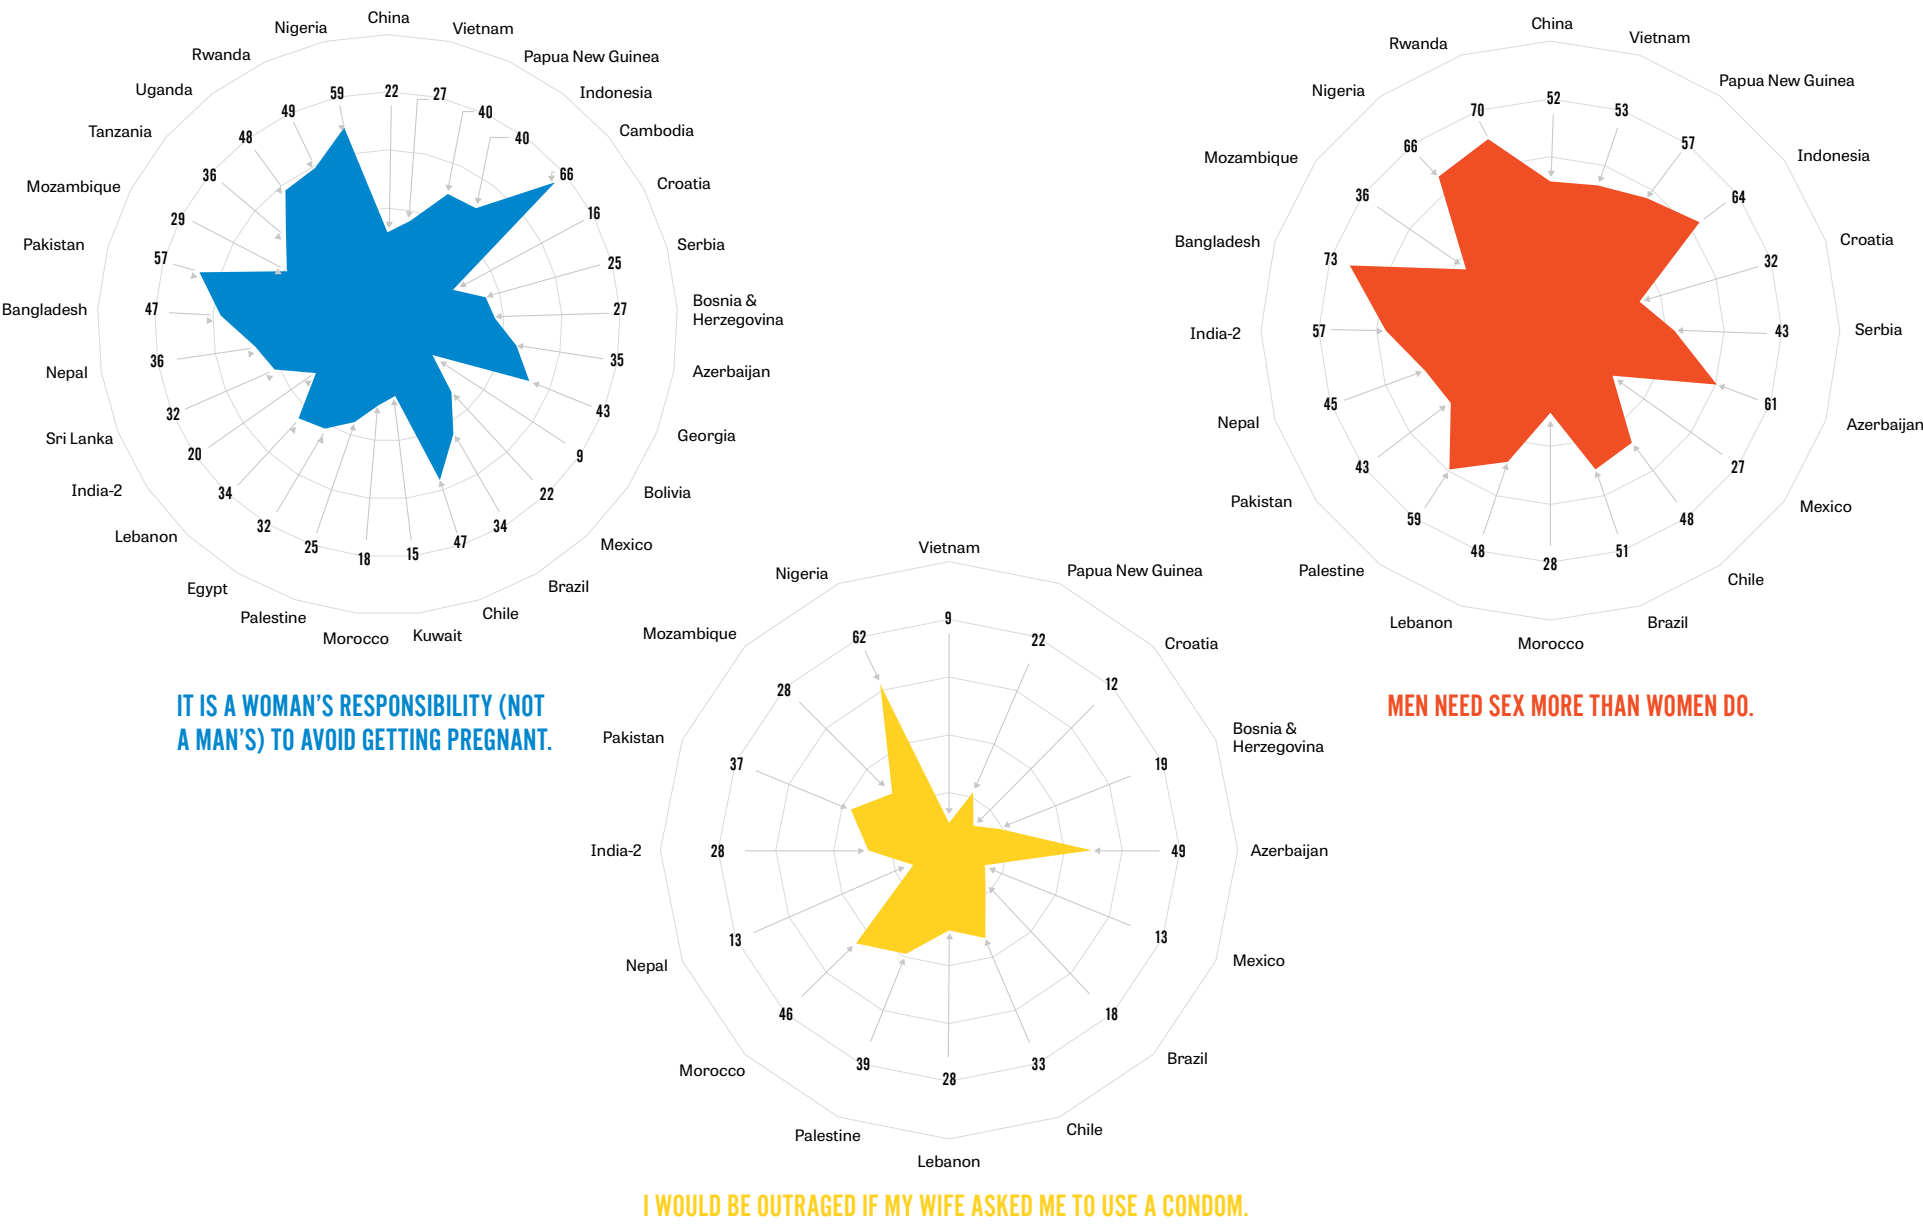 China
Vietnam
Papua New Guinea
Indonesia
Cambodia
Croatia
Serbia
Bosnia &
Herzegovina
Azerbaijan
Georgia
Bolivia
Mexico
Brazil
Chile
Kuwait
Morocco
Palestine
Egypt
Lebanon
India-2
Sri Lanka
Nepal
Bangladesh
Pakistan
Mozambique
Tanzania
Uganda
Rwanda
Nigeria
22
27
40
40
66
16
25
27
35
43
9
22
34
47
15
18
25
32
34
20
32
36
47
57
29
36
48
49
59
IT IS A WOMAN'S RESPONSIBILITY (NOT
A MAN'S) TO AVOID GETTING PREGNANT.
China
Vietnam
Papua New Guinea
Indonesia
Croatia
Serbia
Azerbaijan
Mexico
Chile
Brazil
Morocco
Lebanon
Palestine
Pakistan
Nepal
India-2
Bangladesh
Mozambique
Nigeria
Rwanda
52
53
57
64
32
43
61
27
48
51
28
48
59
43
45
57
73
36
66
70
MEN NEED SEX MORE THAN WOMEN DO.
Vietnam
Papua New Guinea
Croatia
Bosnia &
Herzegovina
Azerbaijan
Mexico
Brazil
Chile
Lebanon
Palestine
Morocco
Nepal
India-2
Pakistan
Mozambique
Nigeria
9
22
12
19
49
13
18
33
28
39
46
13
28
37
28
62
I WOULD BE OUTRAGED IF MY WIFE ASKED ME TO USE A CONDOM.